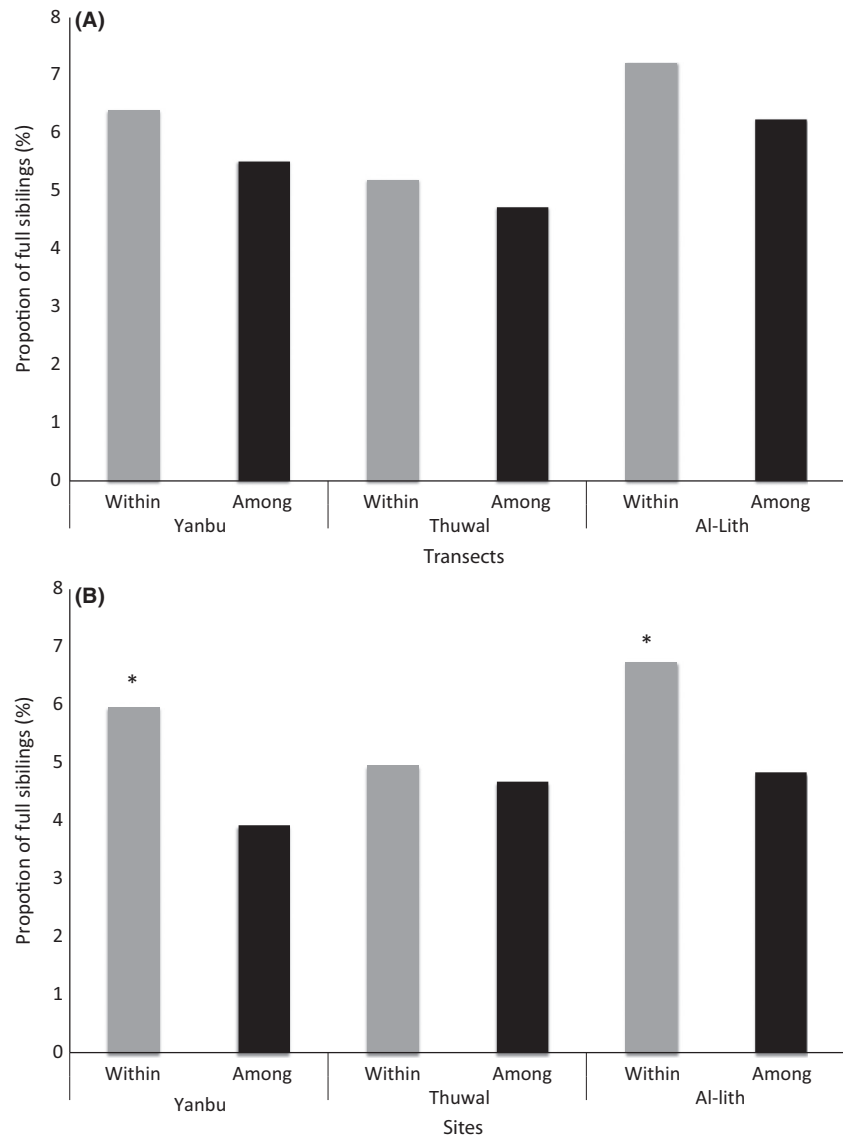 (A)
Propotion of full sibilings (%)
8
7
6
5
4
3
2
1
0
Within Among Within Among Within Among
Yanbu Thuwal Al-Lith
Transects
(B)
Propotion of full sibilings (%)
8
7
6
5
4
3
2
1
0
* *
Within Among Within Among Within Among
Yanbu Thuwal Al-lith
Sites